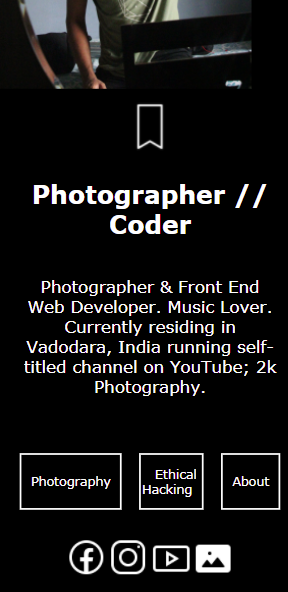 Photographer //
Coder
Photographer & Front End
Web Developer. Music Lover.
Currently residing in
Vadodara, India running self-
titled channel on YouTube; 2k
Photography.
Photography
Ethical
Hacking
About